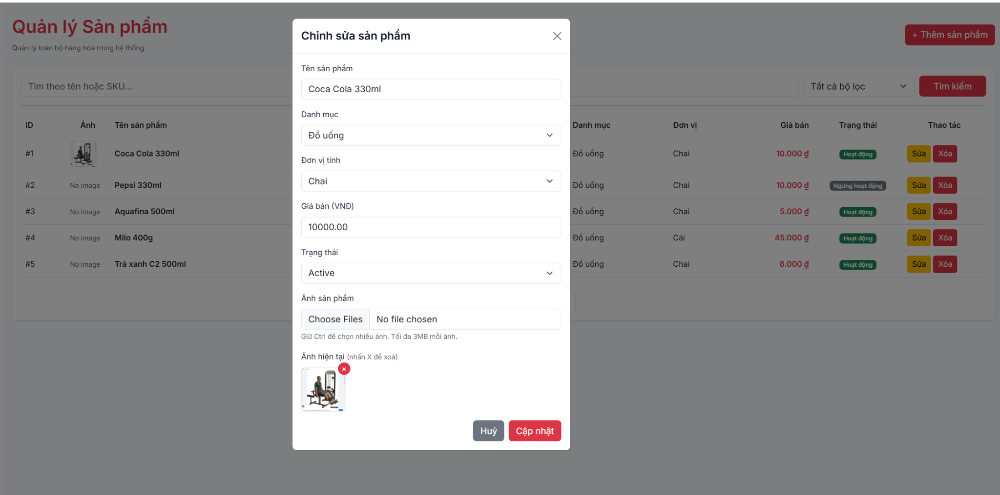 Quản lý Sản phẩm
Quản lý toàn bộ hàng hóa trong hệ thống
+ Thêm sản phẩm
Tìm theo tên hoặc SKU...
Tất cả bộ lọc
Tìm kiếm
ID Ảnh Tên sản phẩm Danh mục Đơn vị Giá bán Trạng thái Thao tác
#1 Coca Cola 330ml Đồ uống Chai 10.000 ₫ Hoạt động Sửa Xóa
#2 No image Pepsi 330ml Đồ uống Chai 10.000 ₫ Ngừng hoạt động Sửa Xóa
#3 No image Aquafina 500ml Đồ uống Chai 5.000 ₫ Hoạt động Sửa Xóa
#4 No image Milo 400g Đồ uống Cái 45.000 ₫ Hoạt động Sửa Xóa
#5 No image Trà xanh C2 500ml Đồ uống Chai 8.000 ₫ Hoạt động Sửa Xóa
Chỉnh sửa sản phẩm
Tên sản phẩm
Coca Cola 330ml
Danh mục
Đồ uống
Đơn vị tính
Chai
Giá bán (VNĐ)
10000.00
Trạng thái
Active
Ảnh sản phẩm
Choose Files No file chosen
Giữ Ctrl để chọn nhiều ảnh. Tối đa 3MB mỗi ảnh.
Ảnh hiện tại (nhấn X để xoá)
Huỷ
Cập nhật